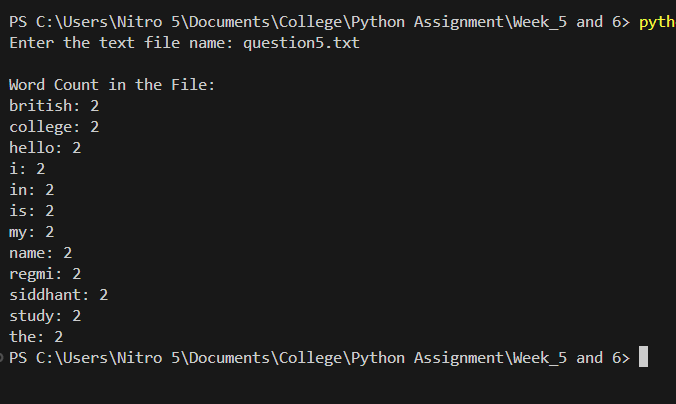 PS C:\Users\Nitro 5\Documents\College\Python Assignment\Week_5 and 6> pyth
Enter the text file name: question5.txt
Word Count in the File:
british: 2
college: 2
hello: 2
i: 2
in: 2
is: 2
my: 2
name: 2
regmi: 2
siddhant: 2
study: 2
the: 2
PS C:\Users\Nitro 5\Documents\College\Python Assignment\Week_5 and 6>